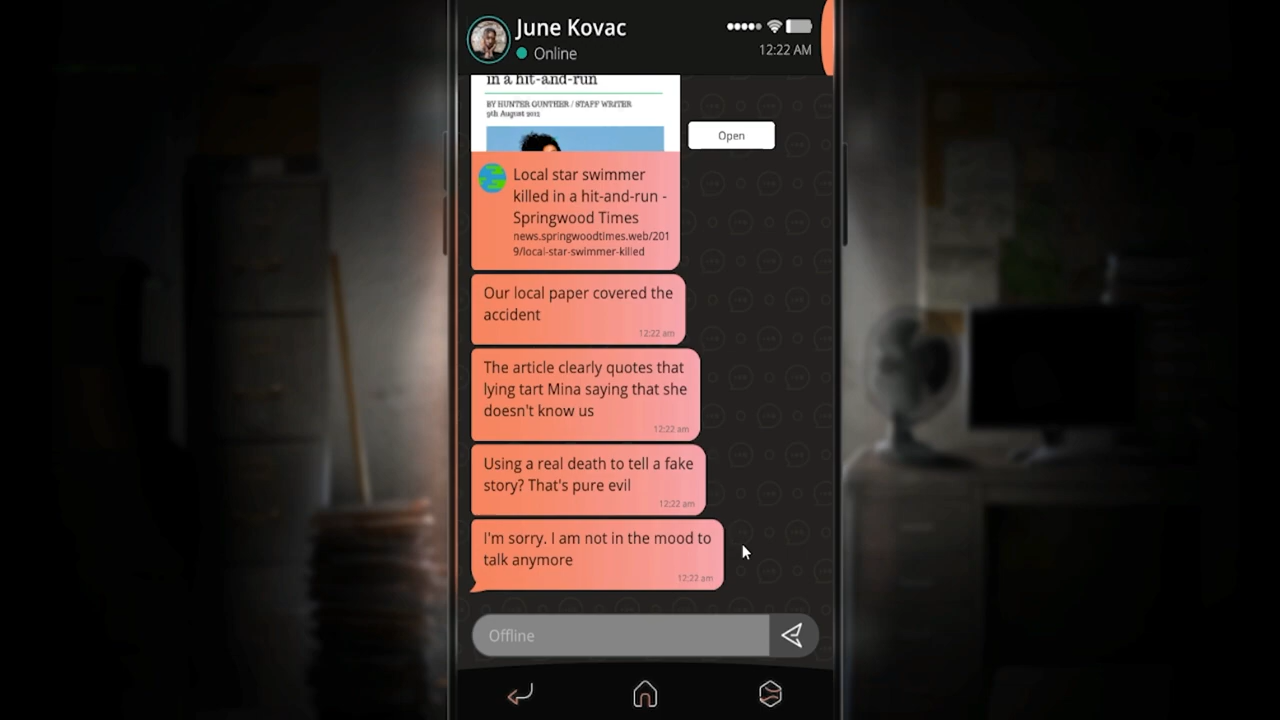 June Kovac
Online
12:22 AM
in a hit-and-run
BY HUNTER GUNTHER / STAFF WRITER
9th August 2012
Open
Local star swimmer
killed in a hit-and-run -
Springwood Times
news.springwoodtimes.web/201
9/local-star-swimmer-killed
Our local paper covered the
accident
12:22 am
The article clearly quotes that
lying tart Mina saying that she
doesn't know us
12:22 am
Using a real death to tell a fake
story? That's pure evil
12:22 am
I'm sorry. I am not in the mood to
talk anymore
12:22 am
Offline